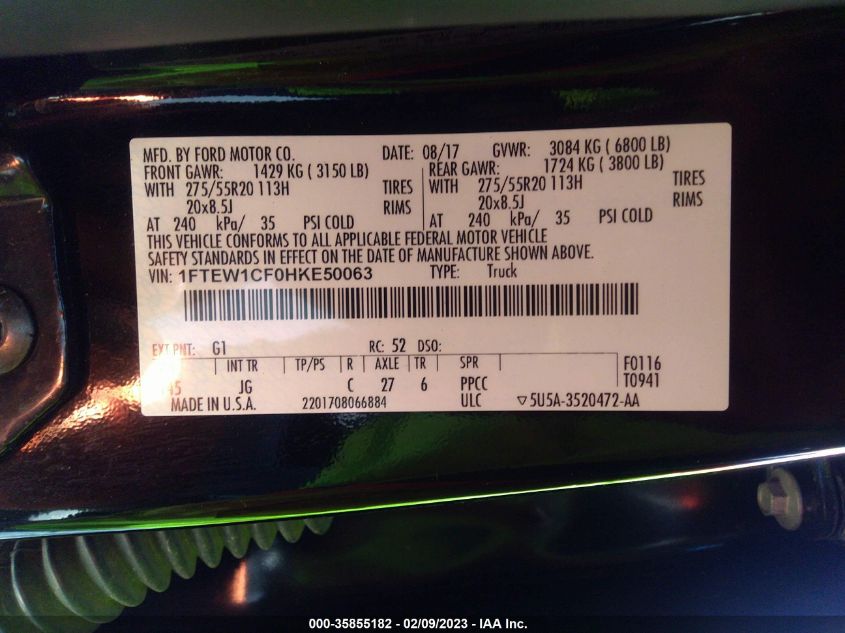 MFD. BY FORD MOTOR CO. DATE: 08/17 GVWR: 3084 KG ( 6800 LB)
FRONT GAWR: 1429 KG ( 3150 LB) REAR GAWR: 1724 KG ( 3800 LB)
WITH 275/55R20 113H TIRES WITH 275/55R20 113H TIRES
20x8.5J RIMS 20x8.5J RIMS
AT 240 kPa/ 35 PSI COLD AT 240 kPa/ 35 PSI COLD
THIS VEHICLE CONFORMS TO ALL APPLICABLE FEDERAL MOTOR VEHICLE
SAFETY STANDARDS IN EFFECT ON THE DATE OF MANUFACTURE SHOWN ABOVE.
VIN: 1FTEW1CF0HKE50063 TYPE: Truck
EXT PNT: G1 RC: 52 DSO:
INT TR TP/PS R AXLE TR SPR F0116
JG C 27 6 PPCC T0941
MADE IN U.S.A. 2201708066884 ULC ▽5U5A-3520472-AA
000-35855182 - 02/09/2023 - IAA Inc.